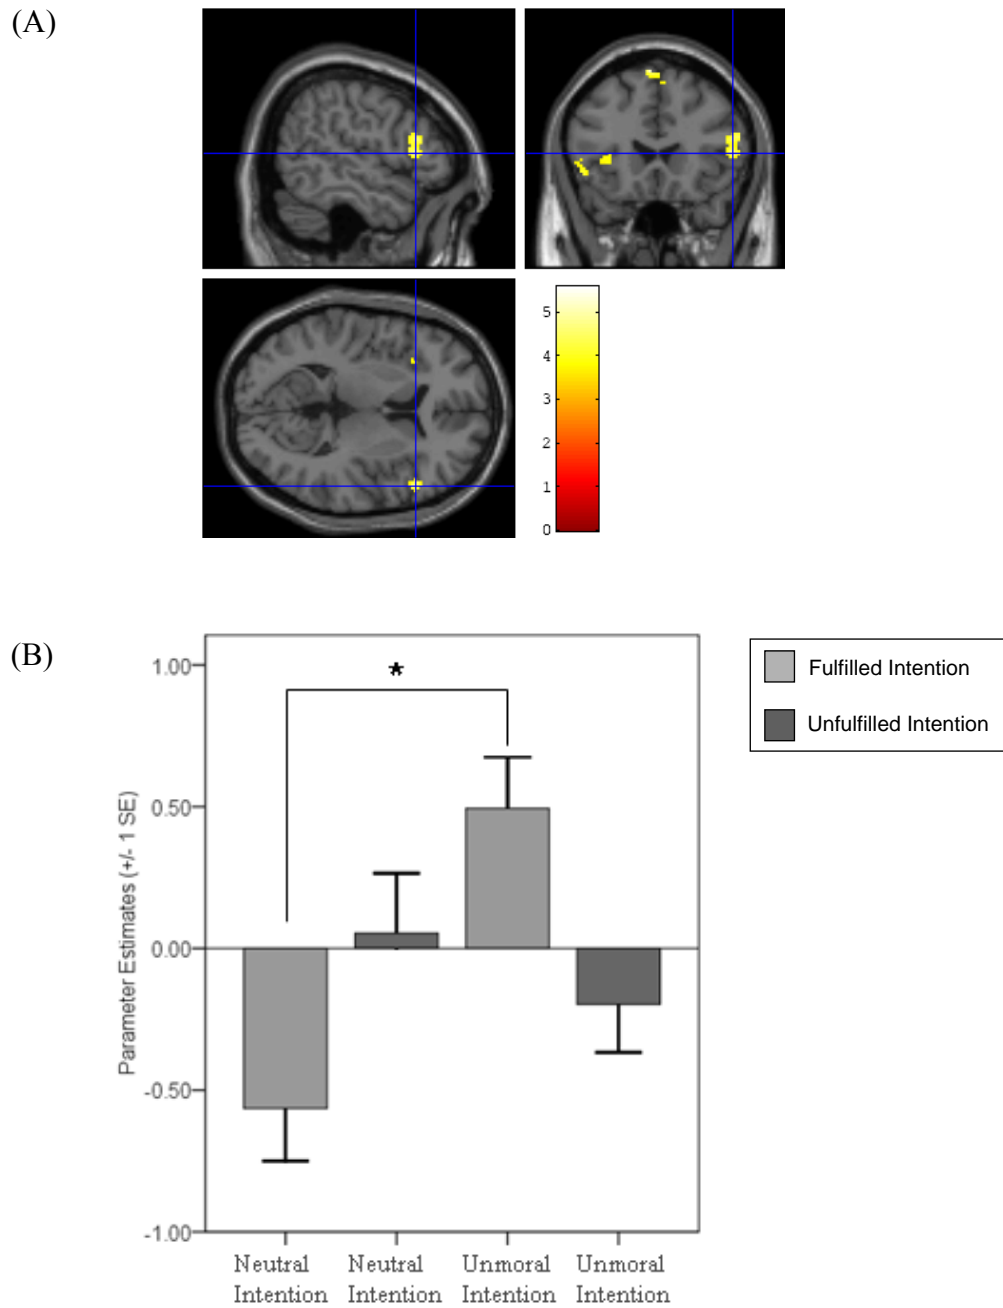 (A)
5
4
3
2
1
0
(B)
1.00
0.50
0.00
-0.50
-1.00
Parameter Estimates (+/- 1 SE)
*
Neutral
Intention
Neutral
Intention
Unmoral
Intention
Unmoral
Intention
Fulfilled Intention
Unfulfilled Intention